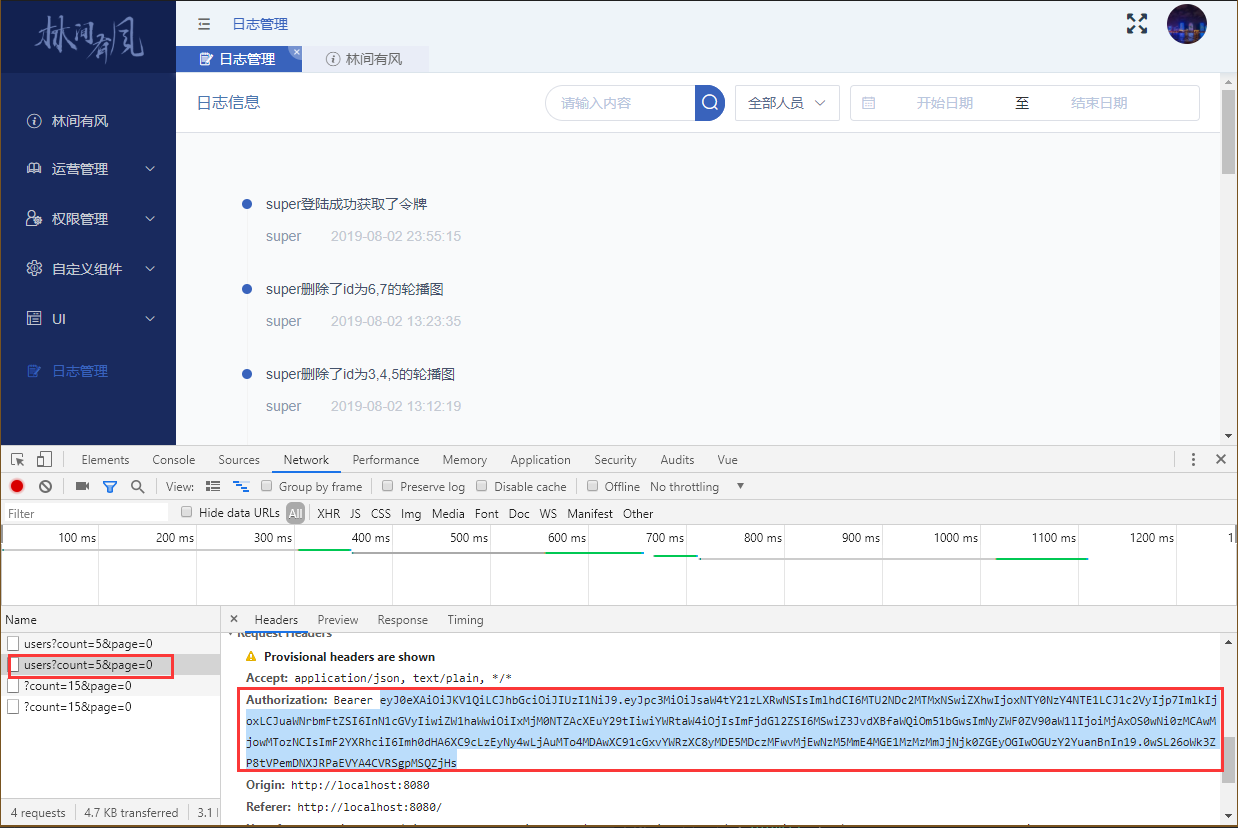 林间有风
日志管理
日志管理
林间有风
日志信息
请输入内容
全部人员
开始日期 至 结束日期
林间有风
运营管理
权限管理
自定义组件
UI
日志管理
super登陆成功获取了令牌
super 2019-08-02 23:55:15
super删除了id为6,7的轮播图
super 2019-08-02 13:23:35
super删除了id为3,4,5的轮播图
super 2019-08-02 13:12:19
Elements Console Sources Network Performance Memory Application Security Audits Vue
View: Group by frame Preserve log Disable cache Offline No throttling
Filter Hide data URLs All XHR JS CSS Img Media Font Doc WS Manifest Other
100 ms 200 ms 300 ms 400 ms 500 ms 600 ms 700 ms 800 ms 900 ms 1000 ms 1100 ms 1200 ms
Name
users?count=5&page=0
users?count=5&page=0
?count=15&page=0
?count=15&page=0
4 requests 4.7 KB transferred 3.1
Headers Preview Response Timing
Request Headers
Provisional headers are shown
Accept: application/json, text/plain, */*
Authorization: Bearer eyJ0eXAiOiJKV1QiLCJhbGciOiJIUzI1NiJ9.eyJpc3MiOiJsaW4tY21zLXRwNSIsImlhdCI6MTU2NDc2MTMxNSwiZXhwIjoxNTY0NzY4NTE1LCJ1c2VyIjp7ImlkIj
oxLCJuaWNrbmFtZSI6InN1cGVyIiwiZW1haWwiOiIxMjM0NTZAcXEuY29tIiwiYWRtaW4iOjIsImFjdGl2ZSI6MSwiZ3JvdXBfaWQiOm51bGwsImNyZWF0ZV90aW1lIjoiMjAxOS0wNi0zMCAwM
jowMTozNCIsImF2YXRhciI6Imh0dHA6XC9cLzEyNy4wLjAuMTo4MDAwXC91cGxvYWRzXC8yMDE5MDczMFwvMjEwNzM5MmE4MGE1MzMzMmJjNjk0ZGEyOGIwOGUzY2YuanBnIn19.0wSL26oWk3Z
P8tVPemDNXJRPaEVYA4CVRSgpMSQZjHs
Origin: http://localhost:8080
Referer: http://localhost:8080/